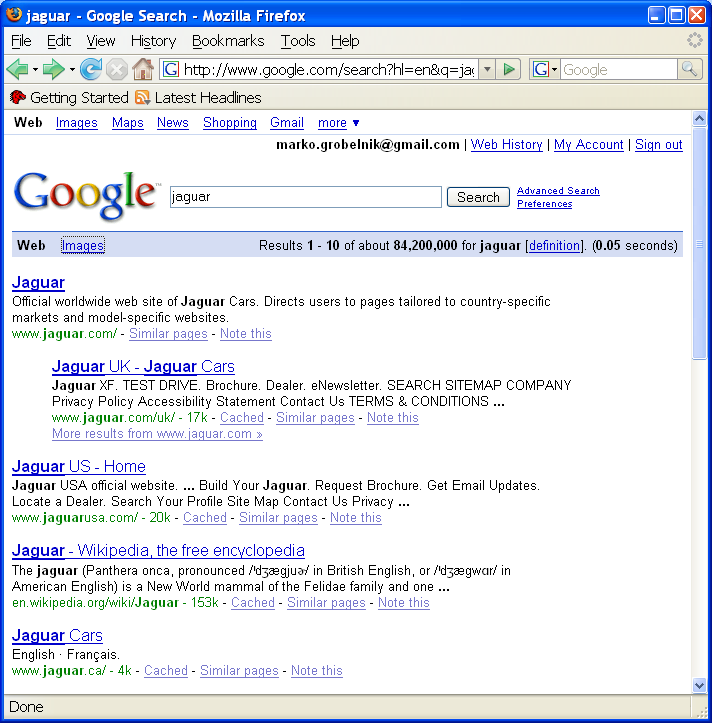 jaguar - Google Search - Mozilla Firefox
File Edit View History Bookmarks Tools Help
G http://www.google.com/search?hl=en&q=jag G Google
Getting Started Latest Headlines
Web Images Maps News Shopping Gmail more ▼
marko.grobelnik@gmail.com | Web History | My Account | Sign out
Google™ jaguar Search Advanced Search
Preferences
Web Images Results 1 - 10 of about 84,200,000 for jaguar [definition]. (0.05 seconds)
Jaguar
Official worldwide web site of Jaguar Cars. Directs users to pages tailored to country-specific
markets and model-specific websites.
www.jaguar.com/ - Similar pages - Note this
Jaguar UK - Jaguar Cars
Jaguar XF. TEST DRIVE. Brochure. Dealer. eNewsletter. SEARCH SITEMAP COMPANY
Privacy Policy Accessibility Statement Contact Us TERMS & CONDITIONS ...
www.jaguar.com/uk/ - 17k - Cached - Similar pages - Note this
More results from www.jaguar.com »
Jaguar US - Home
Jaguar USA official website. ... Build Your Jaguar. Request Brochure. Get Email Updates.
Locate a Dealer. Search Your Profile Site Map Contact Us Privacy ...
www.jaguarusa.com/ - 20k - Cached - Similar pages - Note this
Jaguar - Wikipedia, the free encyclopedia
The jaguar (Panthera onca, pronounced /ˈdʒægjuɚ/ in British English, or /ˈdʒægwɑr/ in
American English) is a New World mammal of the Felidae family and one ...
en.wikipedia.org/wiki/Jaguar - 153k - Cached - Similar pages - Note this
Jaguar Cars
English · Français.
www.jaguar.ca/ - 4k - Cached - Similar pages - Note this
Done